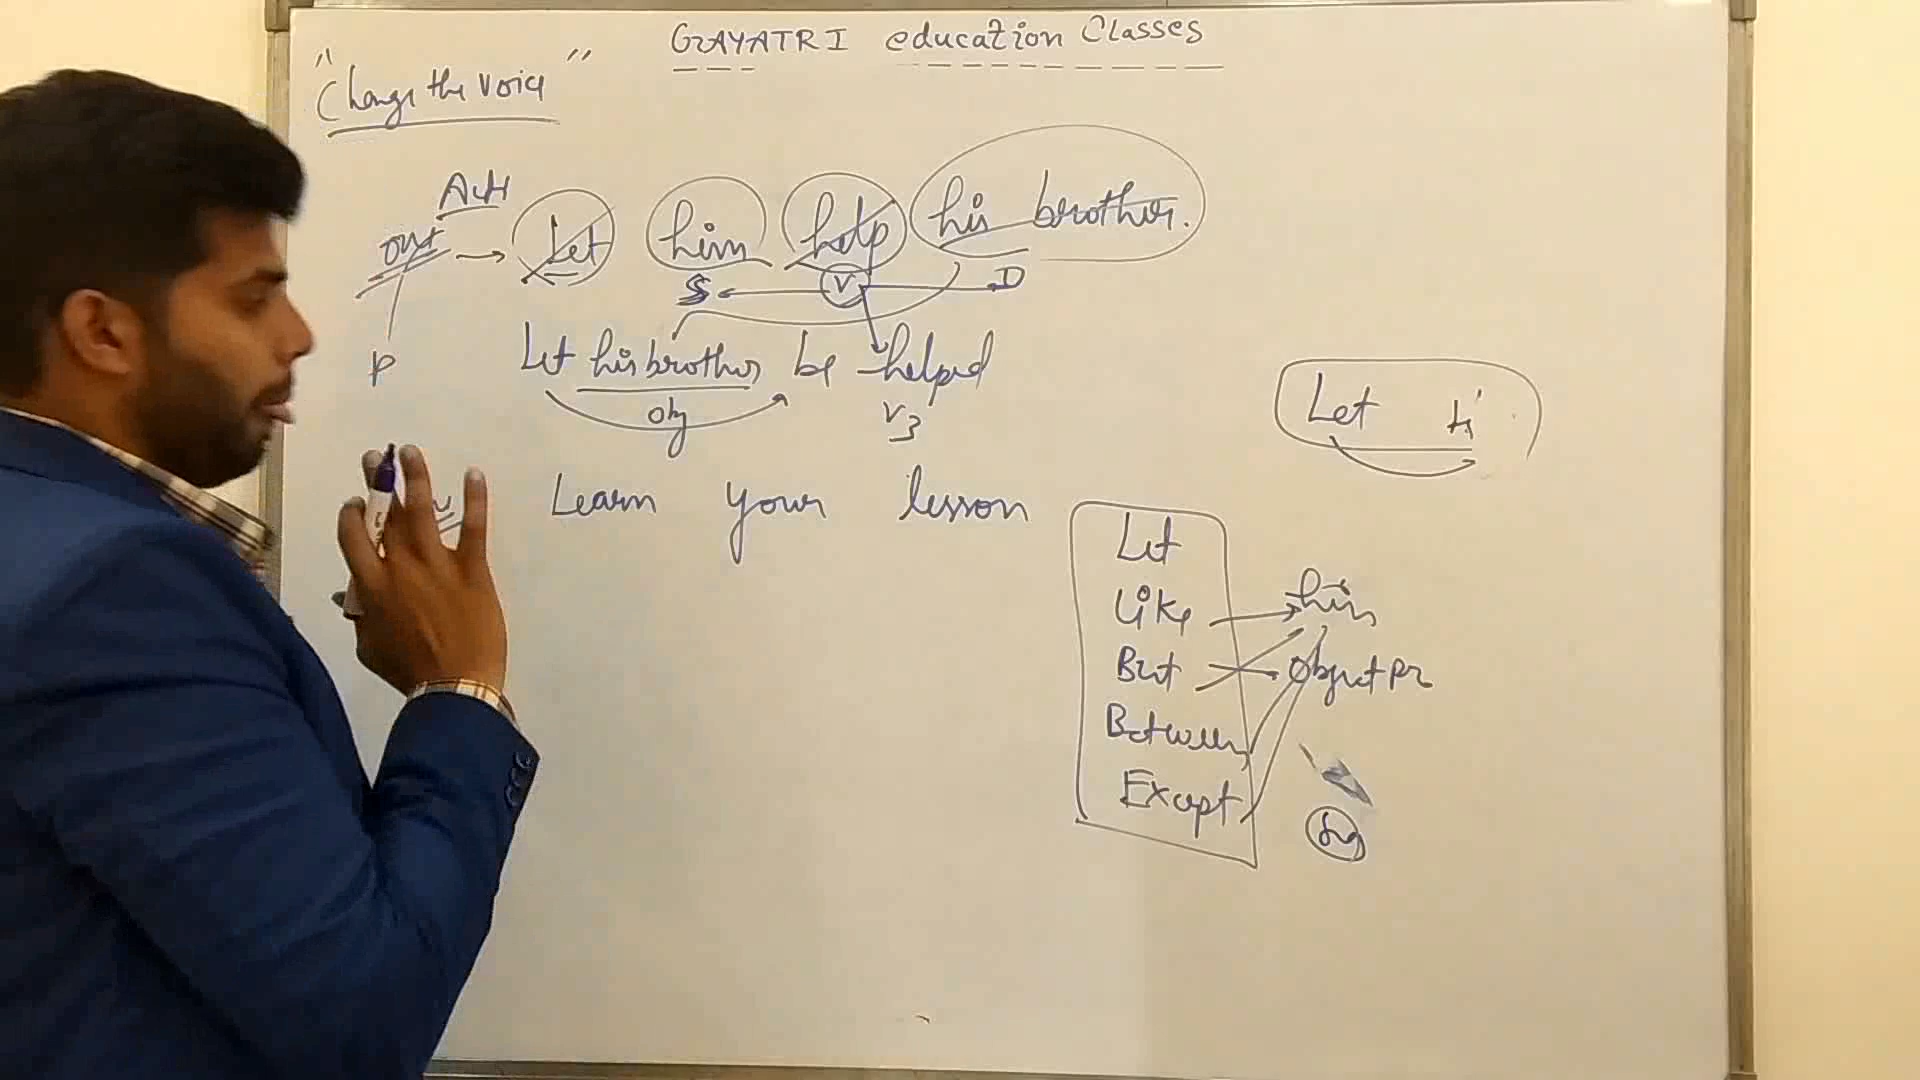 GAYATRI education Classes
"Change the Voice"
Act
Let him help his brother.
S V
P
Let his brother be helped
obj
V3
Let
Learn your lesson
Let
Like him
But Object Pr
Between
Except